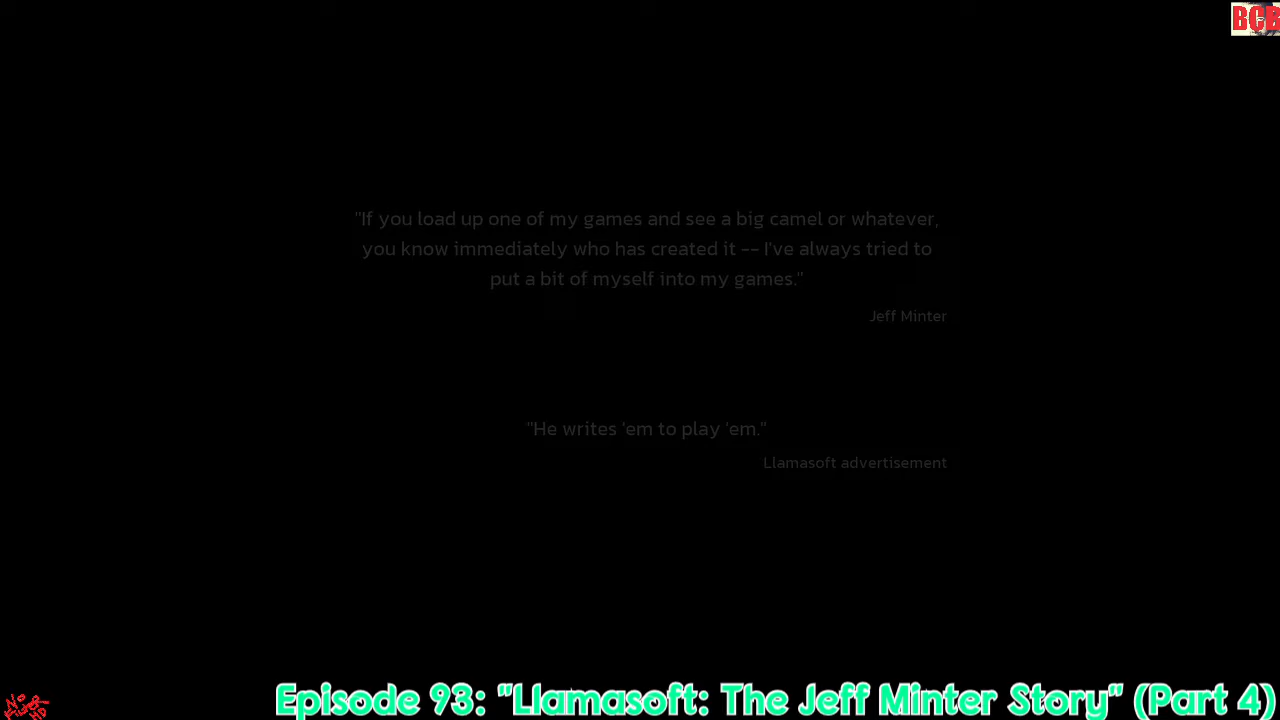 BCB
"If you load up one of my games and see a big camel or whatever,
you know immediately who has created it -- I've always tried to
put a bit of myself into my games."
Jeff Minter
"He writes 'em to play 'em."
Llamasoft advertisement
Episode 93: "Llamasoft: The Jeff Minter Story" (Part 4)